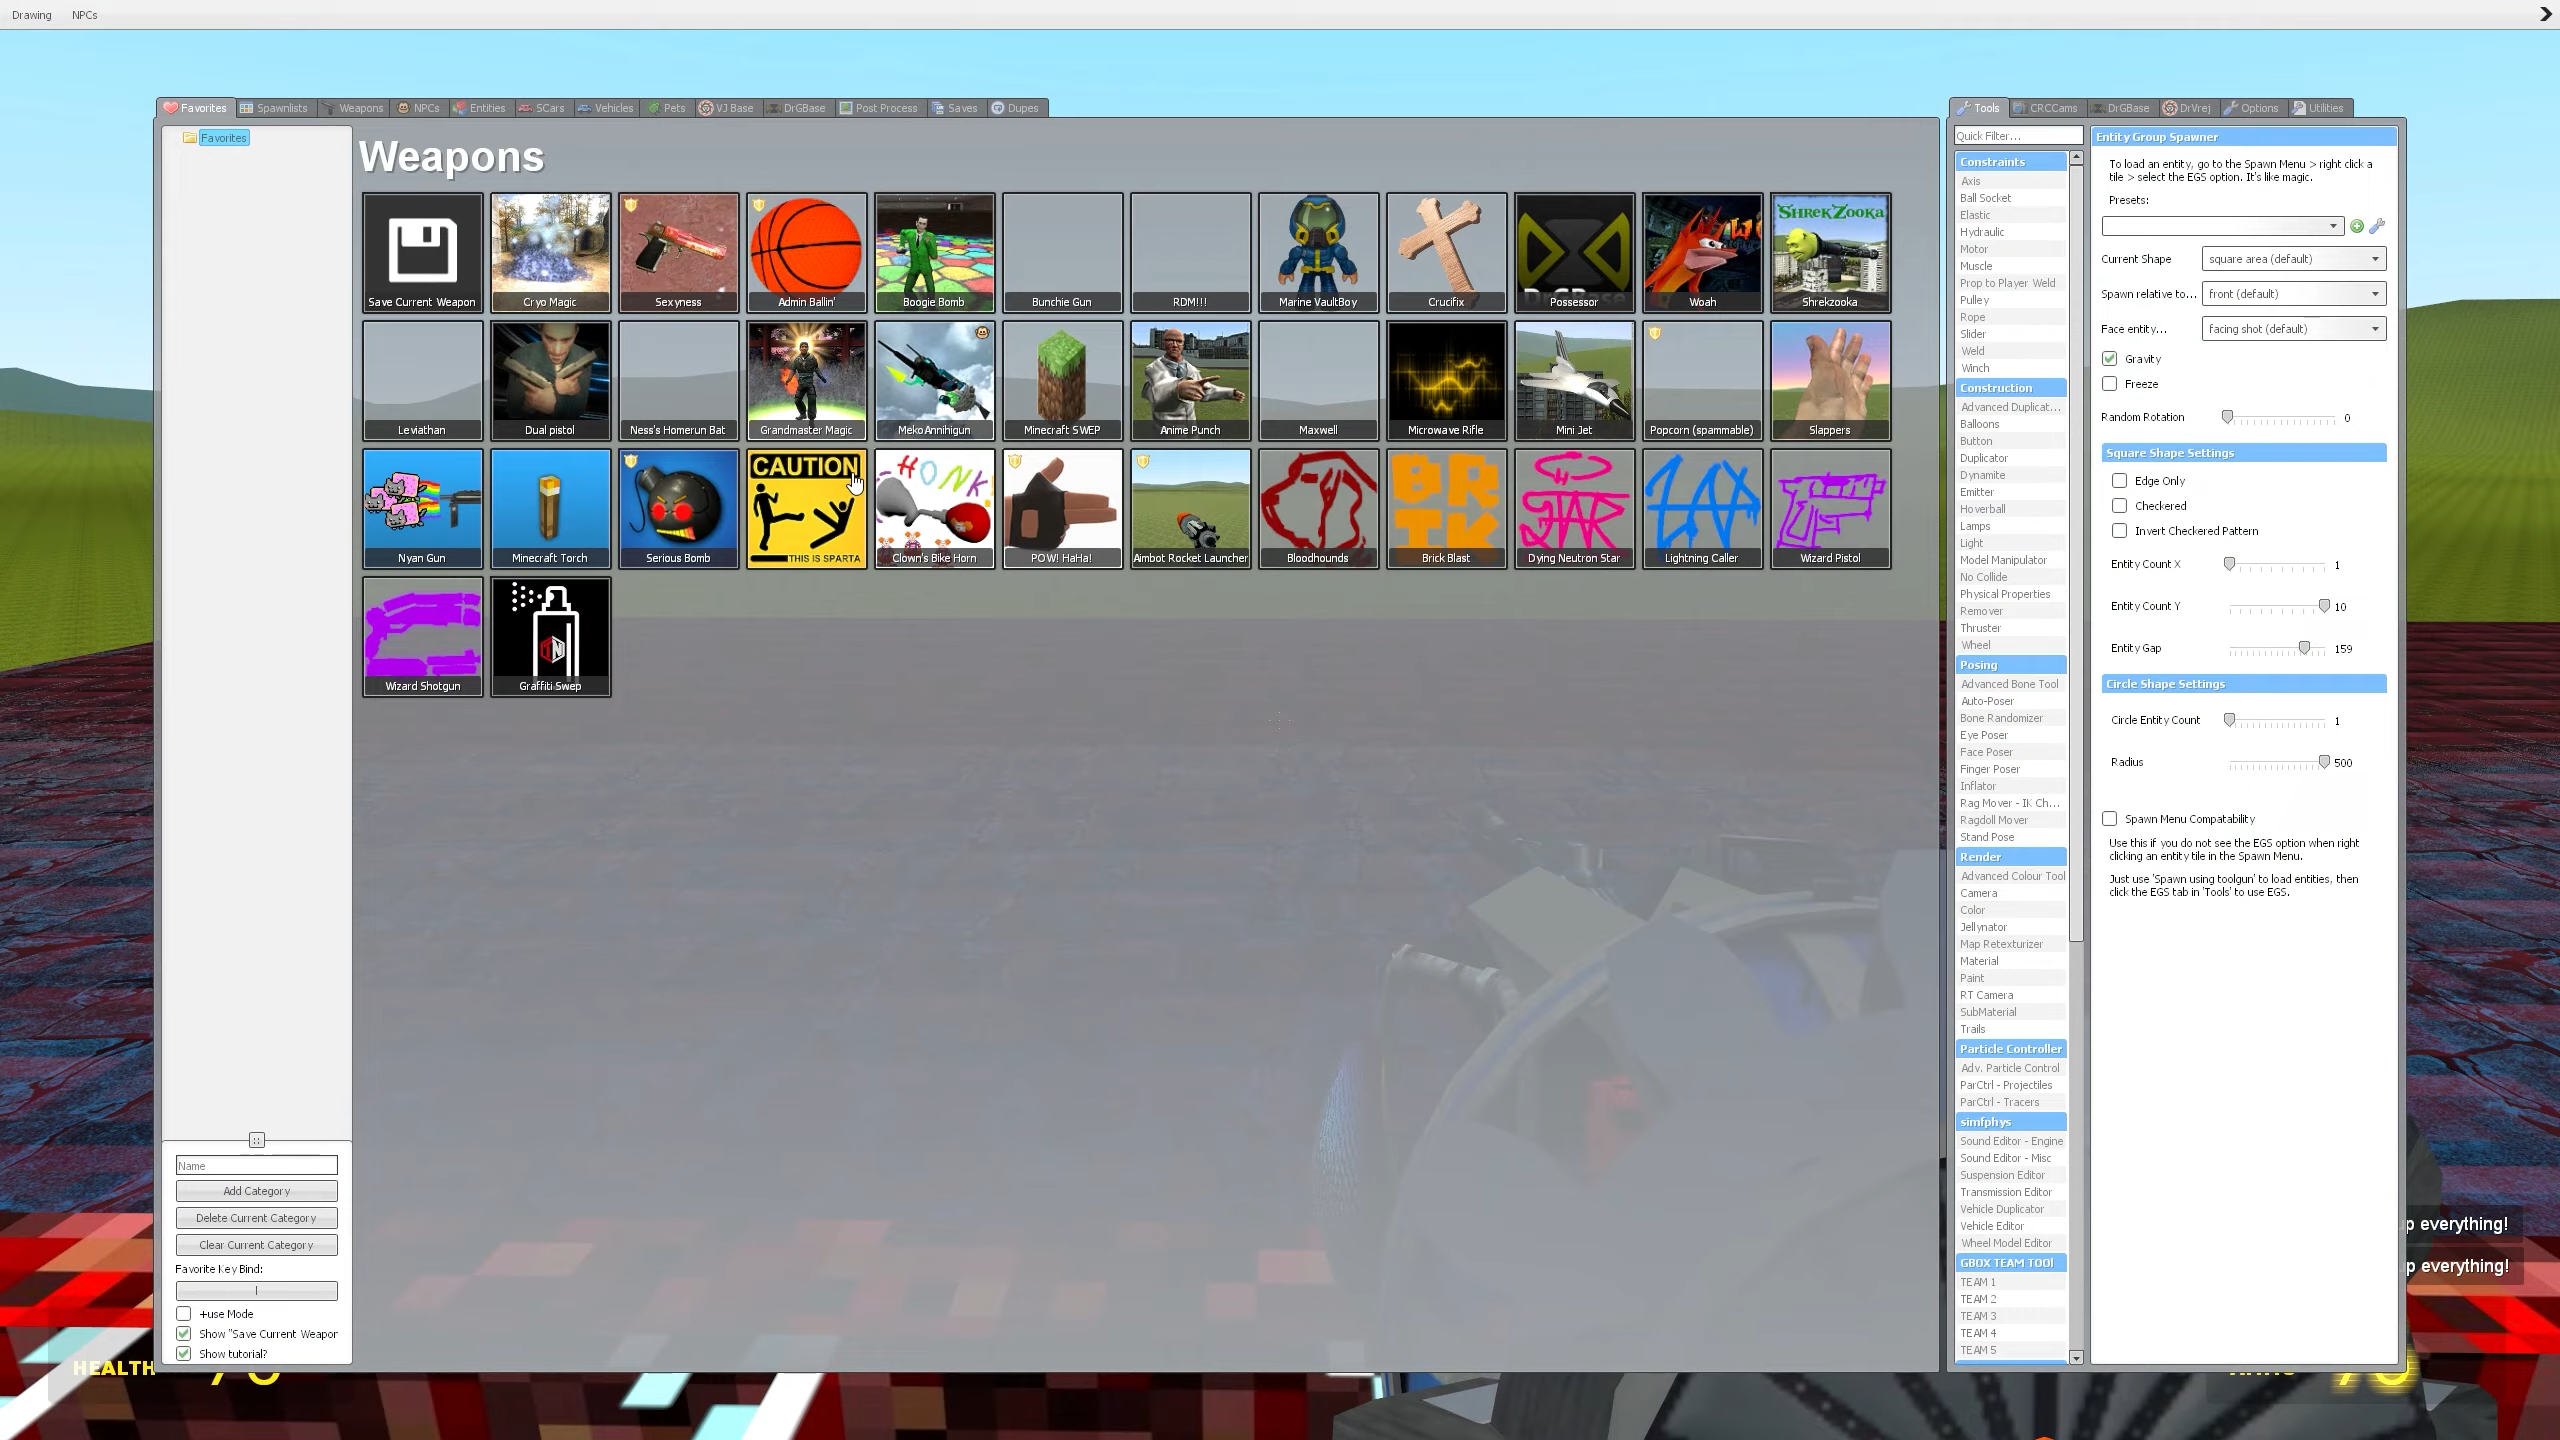 Drawing NPCs
Favorites Spawnlists Weapons NPCs Entities SCars Vehicles Pets VJ Base DrGBase Post Process Saves Dupes
Favorites
Weapons
Save Current Weapon Cryo Magic Sexyness Admin Ballin' Boogie Bomb Bunchie Gun RDM!!! Marine VaultBoy Crucifix Possessor Woah Shrekzooka
SHREKZOOKA
Leviathan Dual pistol Ness's Homerun Bat Grandmaster Magic MekoAnnihigun Minecraft SWEP Anime Punch Maxwell Microwave Rifle Mini Jet Popcorn (spammable) Slappers
CAUTION
THIS IS SPARTA
HONK
BRIK
STAR
ZAP
Nyan Gun Minecraft Torch Serious Bomb Clown's Bike Horn POW! HaHa! Aimbot Rocket Launcher Bloodhounds Brick Blast Dying Neutron Star Lightning Caller Wizard Pistol
Wizard Shotgun Graffiti Swep
Name
Add Category
Delete Current Category
Clear Current Category
Favorite Key Bind:
+use Mode
Show "Save Current Weapor
Show tutorial?
HEALTH
Tools CRCCams DrGBase DrVrej Options Utilities
Quick Filter...
Constraints
Axis
Ball Socket
Elastic
Hydraulic
Motor
Muscle
Prop to Player Weld
Pulley
Rope
Slider
Weld
Winch
Construction
Advanced Duplicat...
Balloons
Button
Duplicator
Dynamite
Emitter
Hoverball
Lamps
Light
Model Manipulator
No Collide
Physical Properties
Remover
Thruster
Wheel
Posing
Advanced Bone Tool
Auto-Poser
Bone Randomizer
Eye Poser
Face Poser
Finger Poser
Inflator
Rag Mover - IK Ch...
Ragdoll Mover
Stand Pose
Render
Advanced Colour Tool
Camera
Color
Jellynator
Map Retexturizer
Material
Paint
RT Camera
SubMaterial
Trails
Particle Controller
Adv. Particle Control
ParCtrl - Projectiles
ParCtrl - Tracers
simfphys
Sound Editor - Engine
Sound Editor - Misc
Suspension Editor
Transmission Editor
Vehicle Duplicator
Vehicle Editor
Wheel Model Editor
GBOX TEAM TOOl
TEAM 1
TEAM 2
TEAM 3
TEAM 4
TEAM 5
Entity Group Spawner
To load an entity, go to the Spawn Menu > right click a
tile > select the EGS option. It's like magic.
Presets:
Current Shape square area (default)
Spawn relative to... front (default)
Face entity... facing shot (default)
Gravity
Freeze
Random Rotation 0
Square Shape Settings
Edge Only
Checkered
Invert Checkered Pattern
Entity Count X 1
Entity Count Y 10
Entity Gap 159
Circle Shape Settings
Circle Entity Count 1
Radius 500
Spawn Menu Compatability
Use this if you do not see the EGS option when right
clicking an entity tile in the Spawn Menu.
Just use 'Spawn using toolgun' to load entities, then
click the EGS tab in 'Tools' to use EGS.
up everything!
up everything!